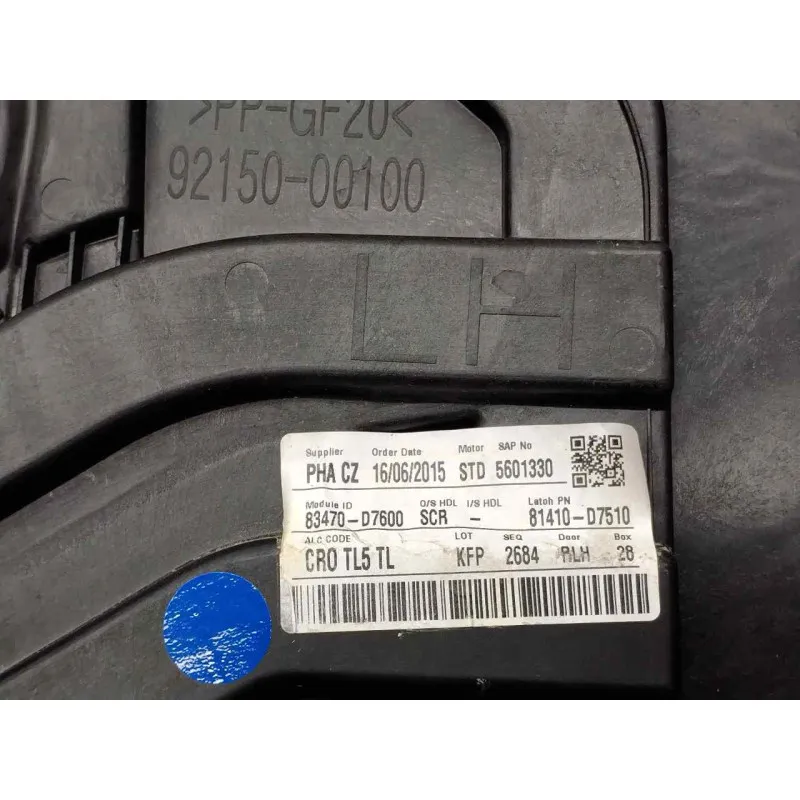 >PP-GF20<
92150-00100
LH
Supplier Order Date Motor SAP No
PHA CZ 16/06/2015 STD 5601330
Module ID O/S HDL I/S HDL Latch PN
83470-D7600 SCR - 81410-D7510
ALC CODE LOT SEQ Door Box
CRO TL5 TL KFP 2684 RLH 28